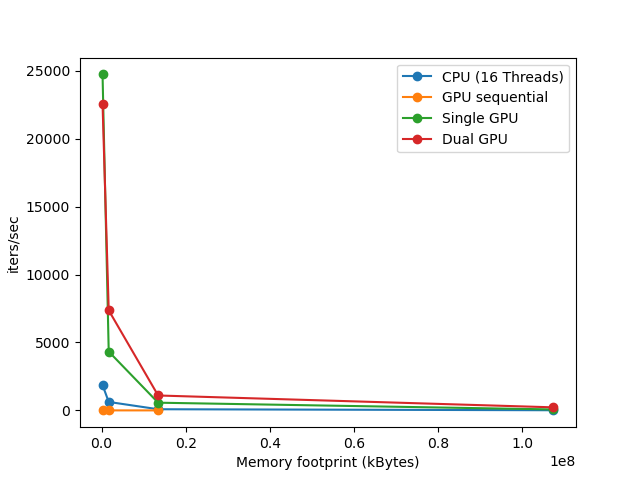 CPU (16 Threads)
GPU sequential
Single GPU
Dual GPU
25000
20000
15000
10000
5000
0
iters/sec
0.0 0.2 0.4 0.6 0.8 1.0
1e8
Memory footprint (kBytes)